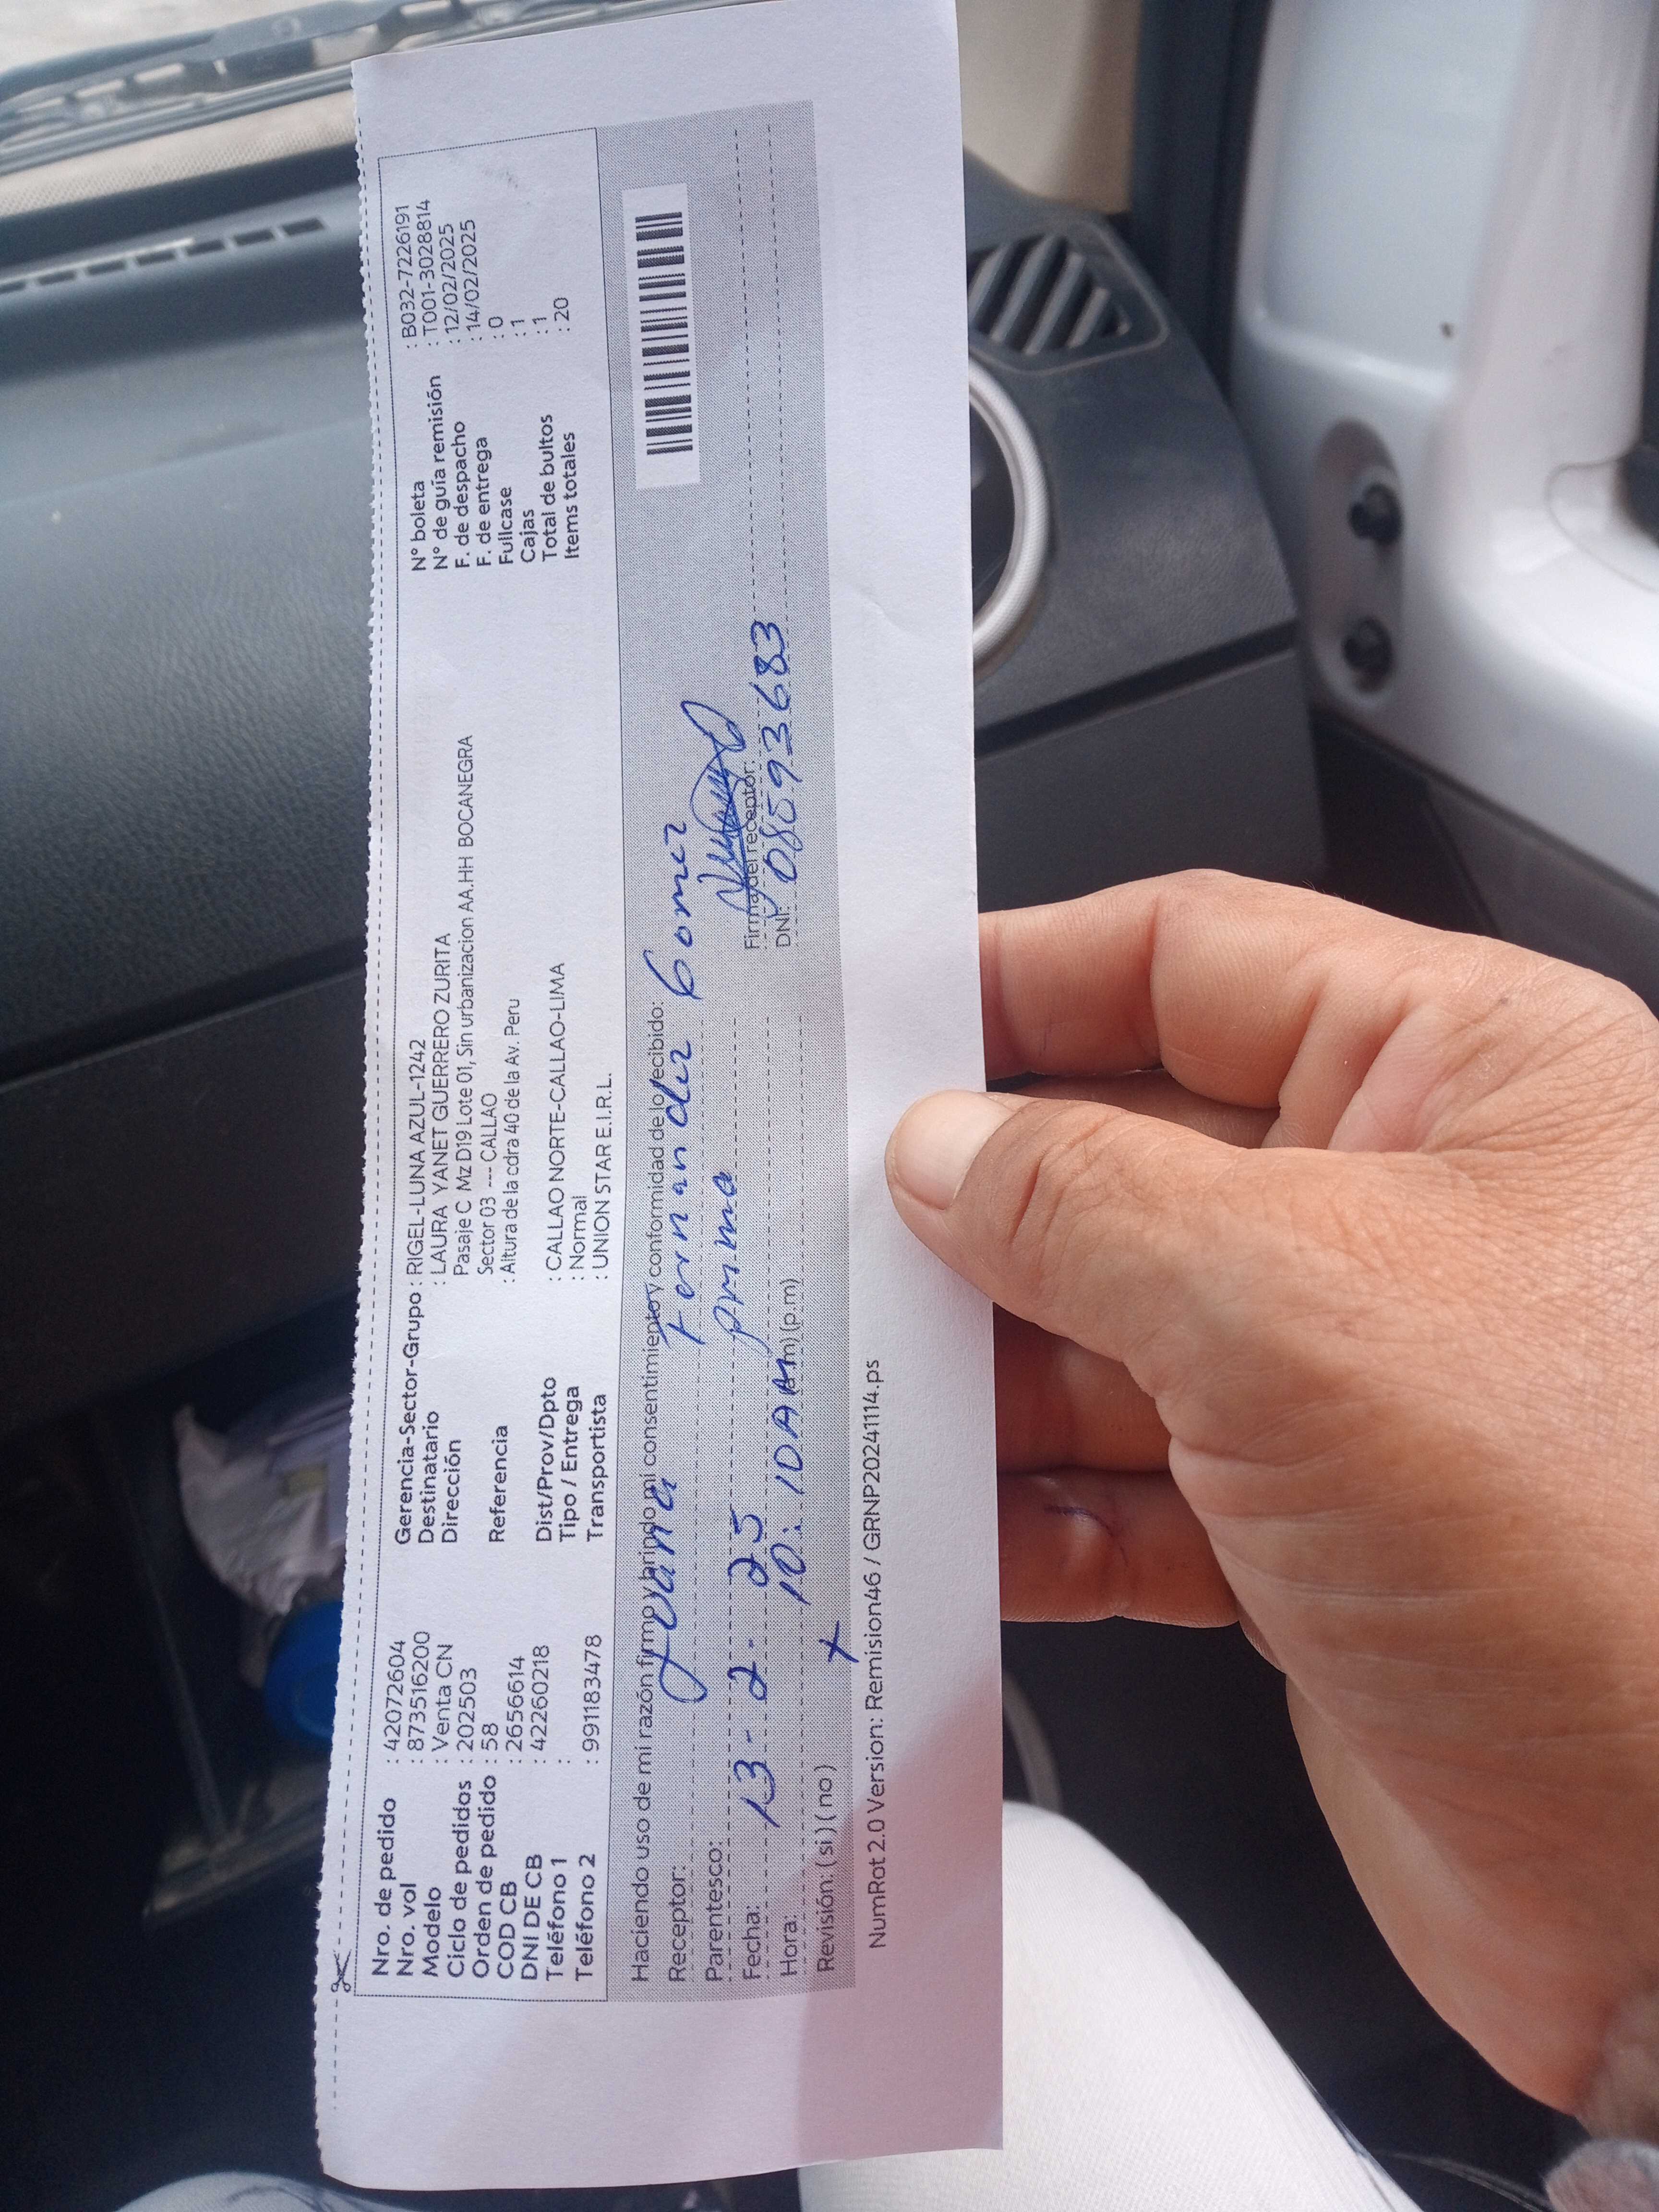 Nro. de pedido : 42072604
Nro. vol : 873516200
Modelo : Venta CN
Ciclo de pedidos : 202503
Orden de pedido : 58
COD CB : 2656614
DNI DE CB : 42260218
Teléfono 1 :
Teléfono 2 : 991183478
Gerencia-Sector-Grupo : RIGEL-LUNA AZUL-1242
Destinatario : LAURA YANET GUERRERO ZURITA
Dirección Pasaje C Mz D19 Lote 01, Sin urbanizacion AA.HH BOCANEGRA
Sector 03 ---- CALLAO
Referencia : Altura de la cdra 40 de la Av. Peru
Dist/Prov/Dpto : CALLAO NORTE-CALLAO-LIMA
Tipo / Entrega : Normal
Transportista : UNION STAR E.I.R.L.
N° boleta : B032-7226191
N° de guía remisión : T001-3028814
F. de despacho : 12/02/2025
F. de entrega : 14/02/2025
Fullcase : 0
Cajas : 1
Total de bultos : 1
Items totales : 20
Haciendo uso de mi razón firmo y brindo mi consentimiento y conformidad de lo recibido:
Receptor: Juana Fernandez Gomez
Parentesco: prima
Fecha: 13-2-25
Hora: 10:10AM (a.m) (p.m)
Revisión: ( si ) ( no ) x
Firma del receptor:
DNI: 08593683
NumRot 2.0 Version: Remision46 / GRNP20241114.ps